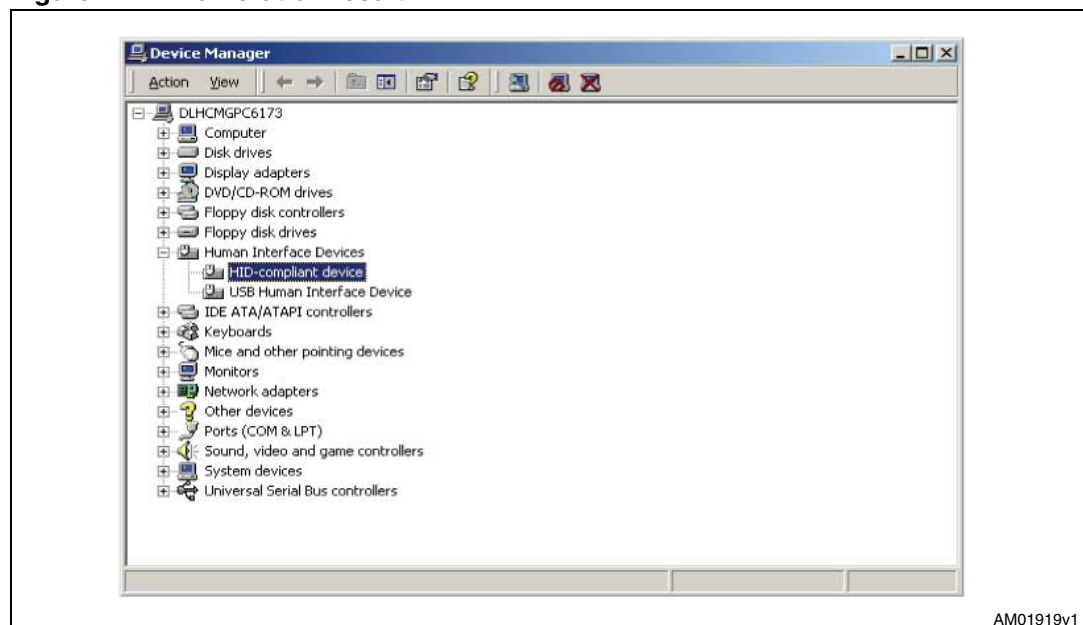 Device Manager
Action View
DLHCMGPC6173
Computer
Disk drives
Display adapters
DVD/CD-ROM drives
Floppy disk controllers
Floppy disk drives
Human Interface Devices
HID-compliant device
USB Human Interface Device
IDE ATA/ATAPI controllers
Keyboards
Mice and other pointing devices
Monitors
Network adapters
Other devices
Ports (COM & LPT)
Sound, video and game controllers
System devices
Universal Serial Bus controllers
AM01919v1